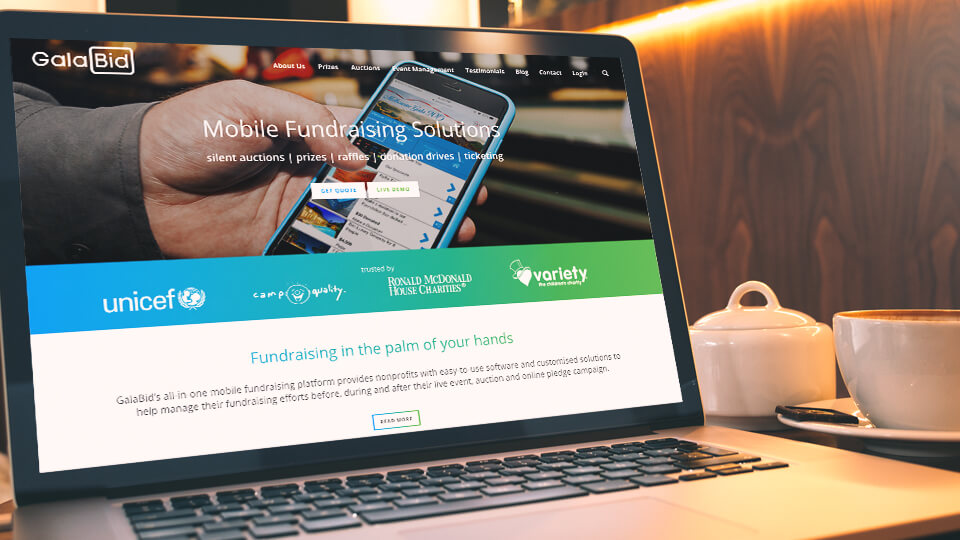 GalaBid
About Us Prizes Auctions Event Management Testimonials Blog Contact Login
Mobile Fundraising Solutions
silent auctions | prizes | raffles | donation drives | ticketing
GET QUOTE LIVE DEMO
trusted by
unicef
camp quality.
RONALD MCDONALD
HOUSE CHARITIES®
variety
the children's charity
Fundraising in the palm of your hands
GalaBid's all in one mobile fundraising platform provides nonprofits with easy to use software and customised solutions to
help manage their fundraising efforts before, during and after their live event, auction and online pledge campaign.
READ MORE